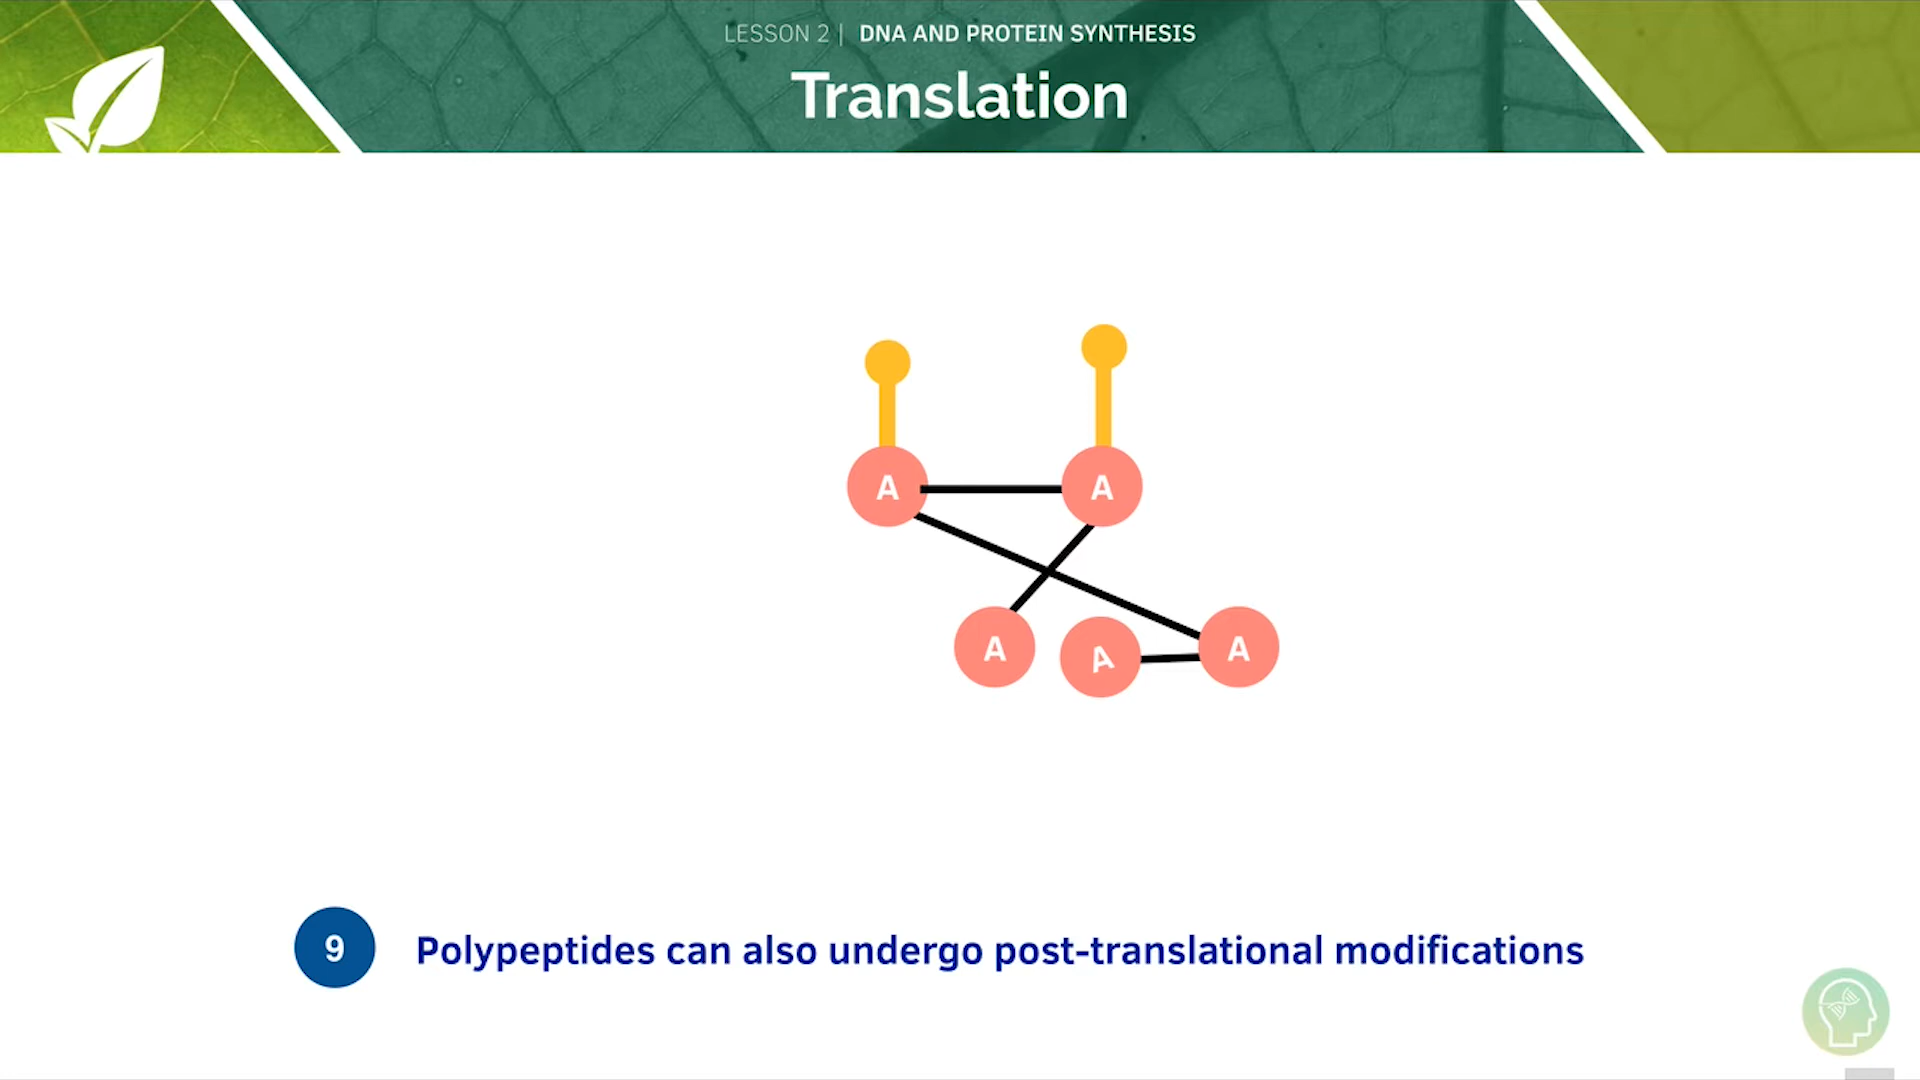 LESSON 2 | DNA AND PROTEIN SYNTHESIS
Translation
A A
A A A
9 Polypeptides can also undergo post-translational modifications